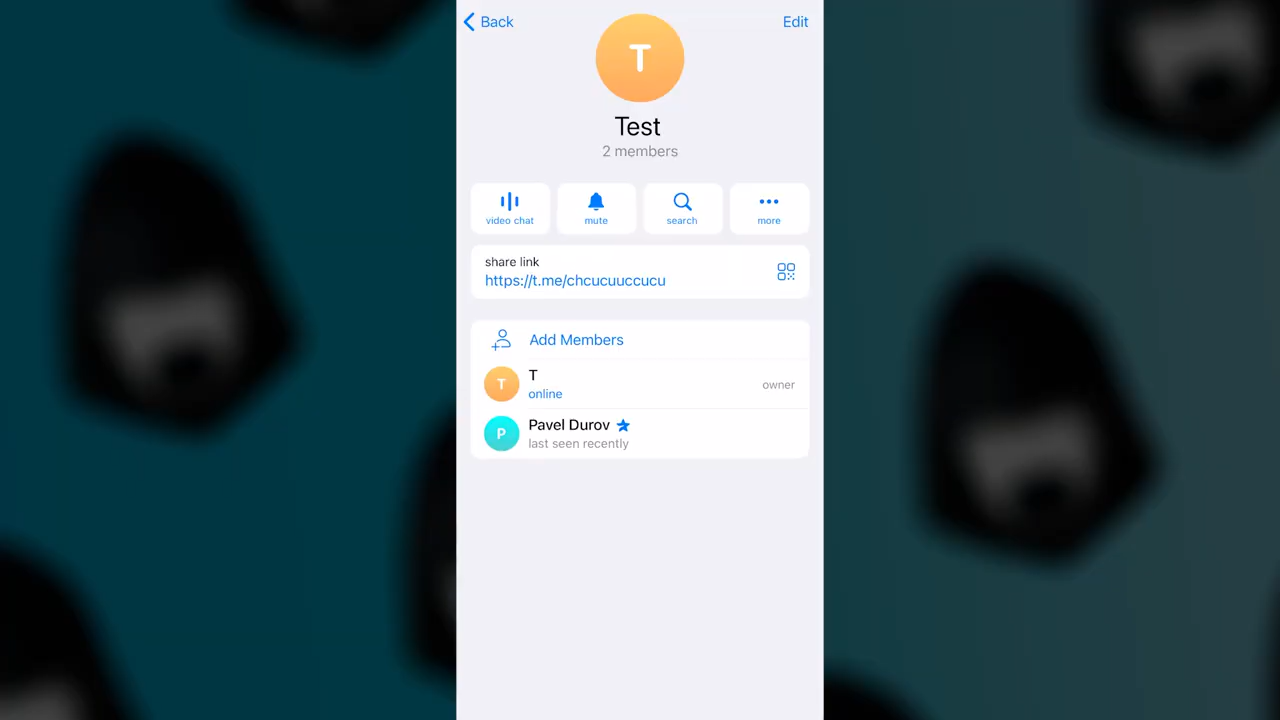 Back
Edit
T
Test
2 members
video chat
mute
search
more
share link
https://t.me/chcucuuccucu
Add Members
T
T
online
owner
P
Pavel Durov
last seen recently